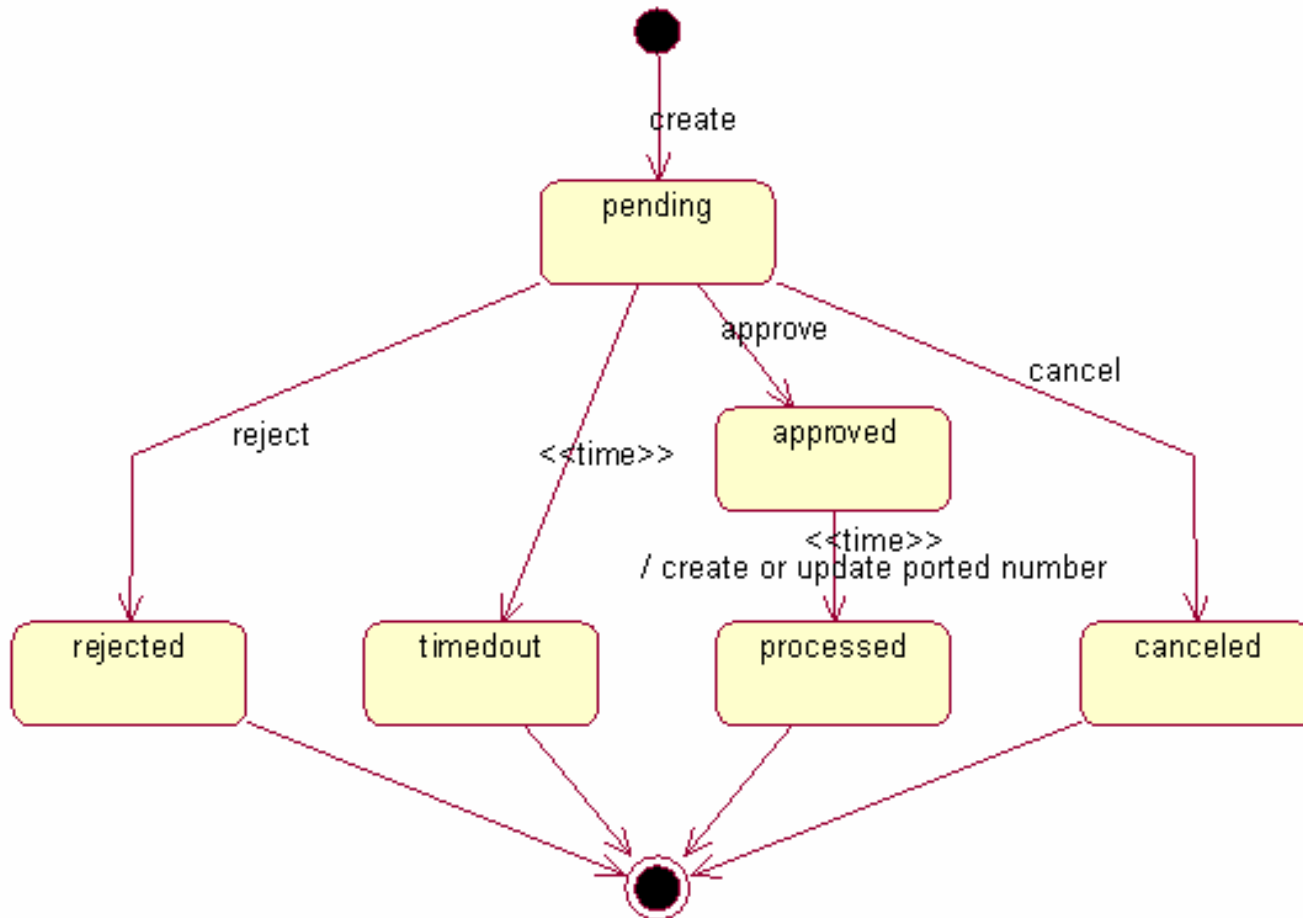 create
pending
approve
cancel
reject
<<time>>
approved
<<time>>
/ create or update ported number
rejected
timedout
processed
canceled